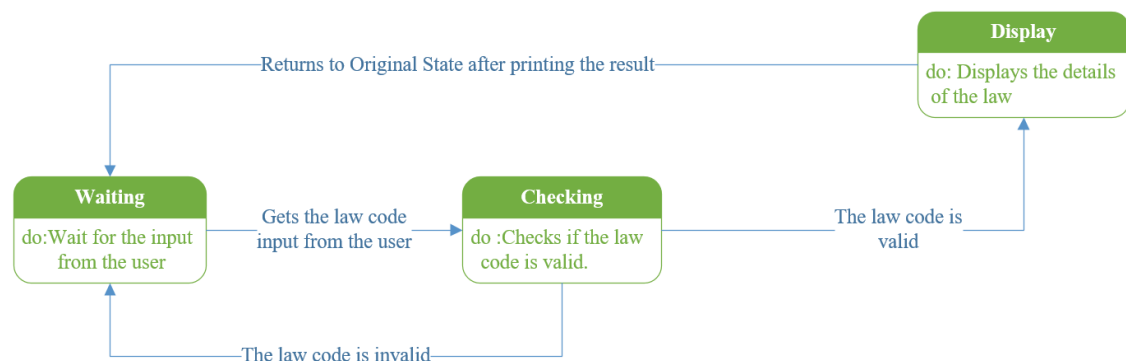 Display
do: Displays the details
of the law
Returns to Original State after printing the result
Waiting
do:Wait for the input
from the user
Gets the law code
input from the user
Checking
do :Checks if the law
code is valid.
The law code is
valid
The law code is invalid